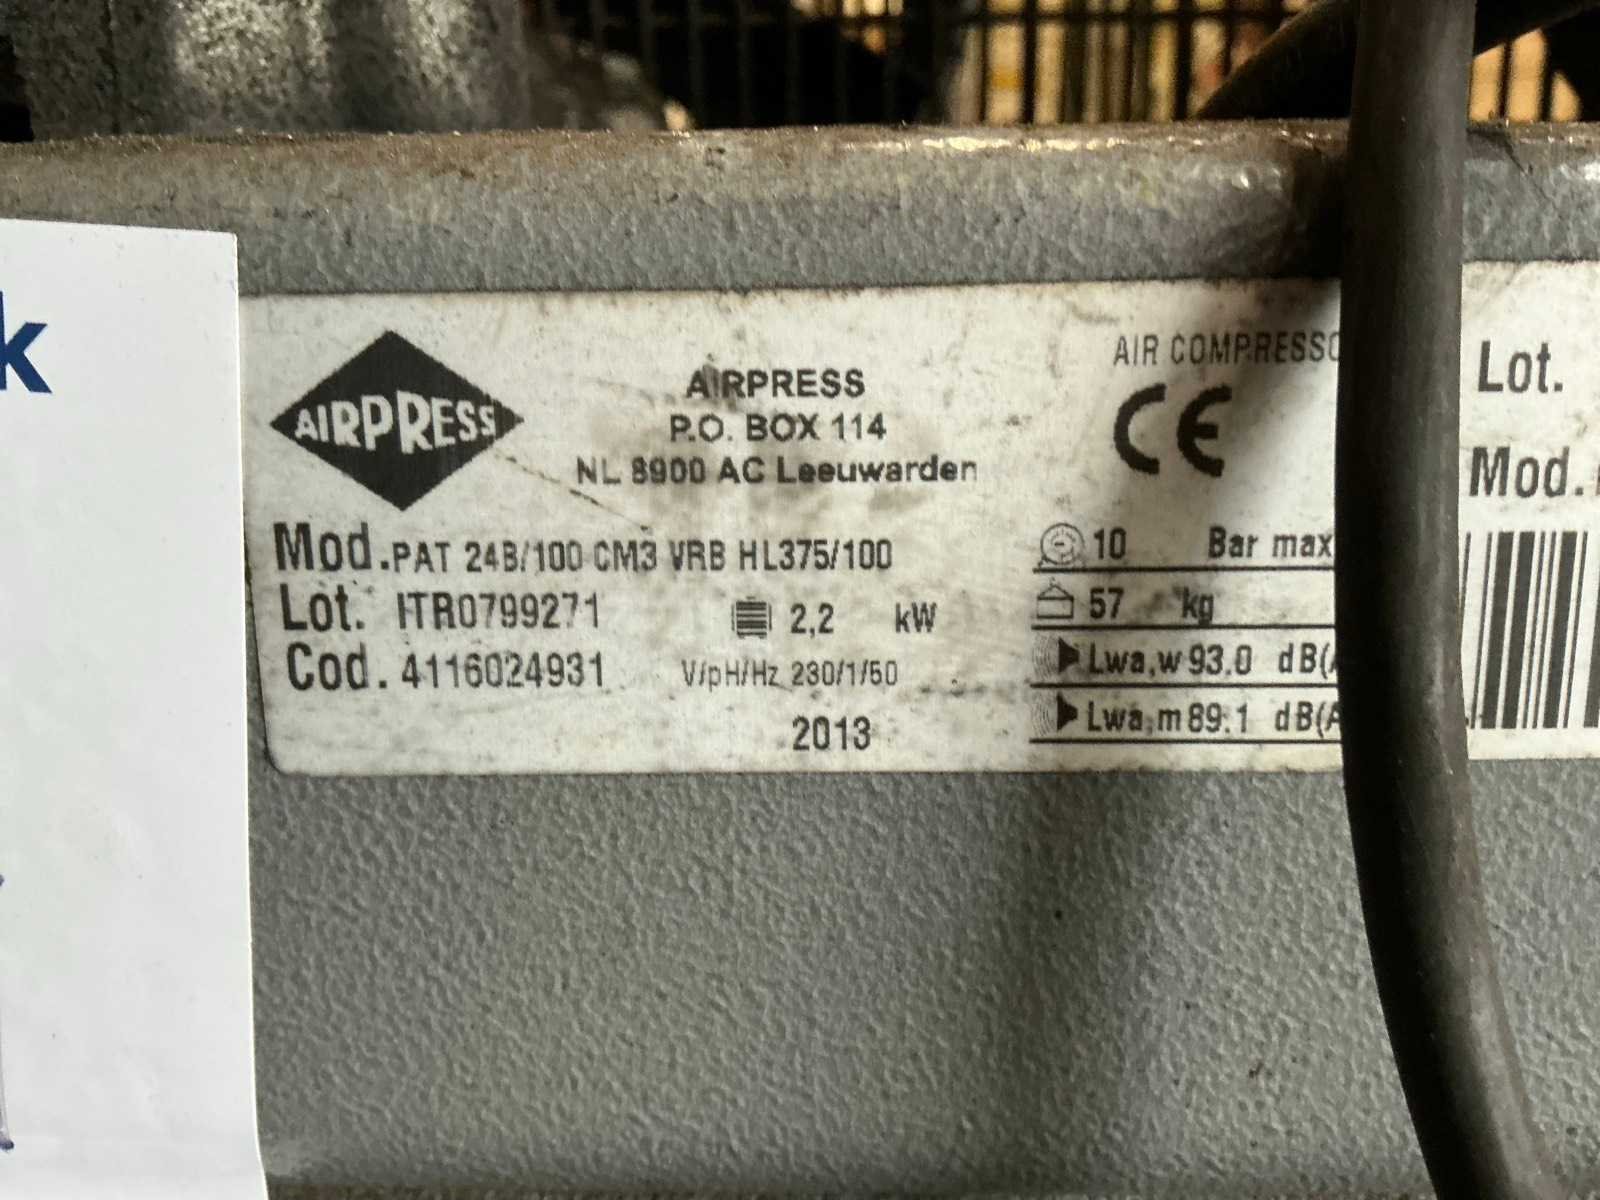 k
AIRPRESS
AIRPRESS
P.O. BOX 114
NL 8900 AC Leeuwarden
AIR COMPRESSO
CE
Mod. PAT 24B/100 CM3 VRB HL375/100
Lot. ITR0799271
2,2 kW
Cod. 4116024931
V/pH/Hz 230/1/50
2013
10 Bar max
57 kg
Lwa,w 93.0 dB(A
Lwa,m 89.1 dB(A
Lot.
Mod.